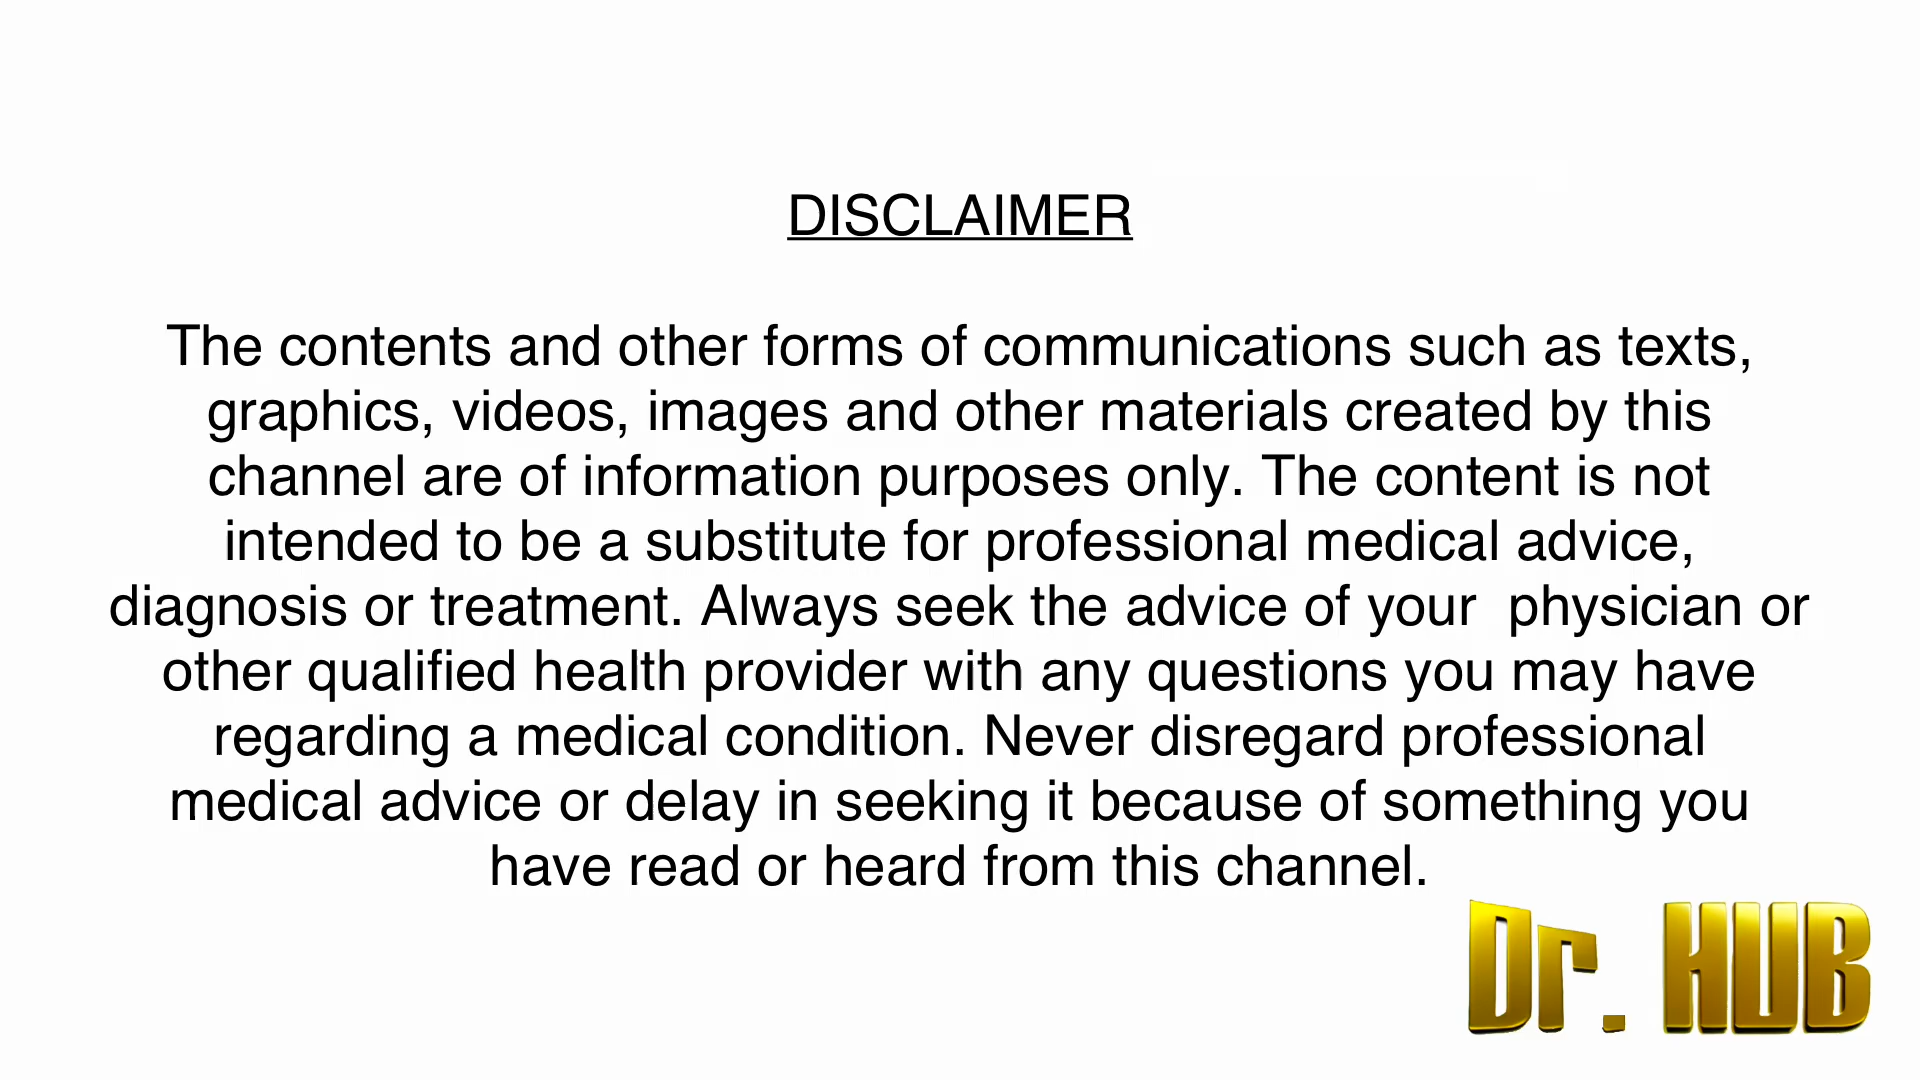 DISCLAIMER
The contents and other forms of communications such as texts,
graphics, videos, images and other materials created by this
channel are of information purposes only. The content is not
intended to be a substitute for professional medical advice,
diagnosis or treatment. Always seek the advice of your  physician or
other qualified health provider with any questions you may have
regarding a medical condition. Never disregard professional
medical advice or delay in seeking it because of something you
have read or heard from this channel.
Dr. HUB